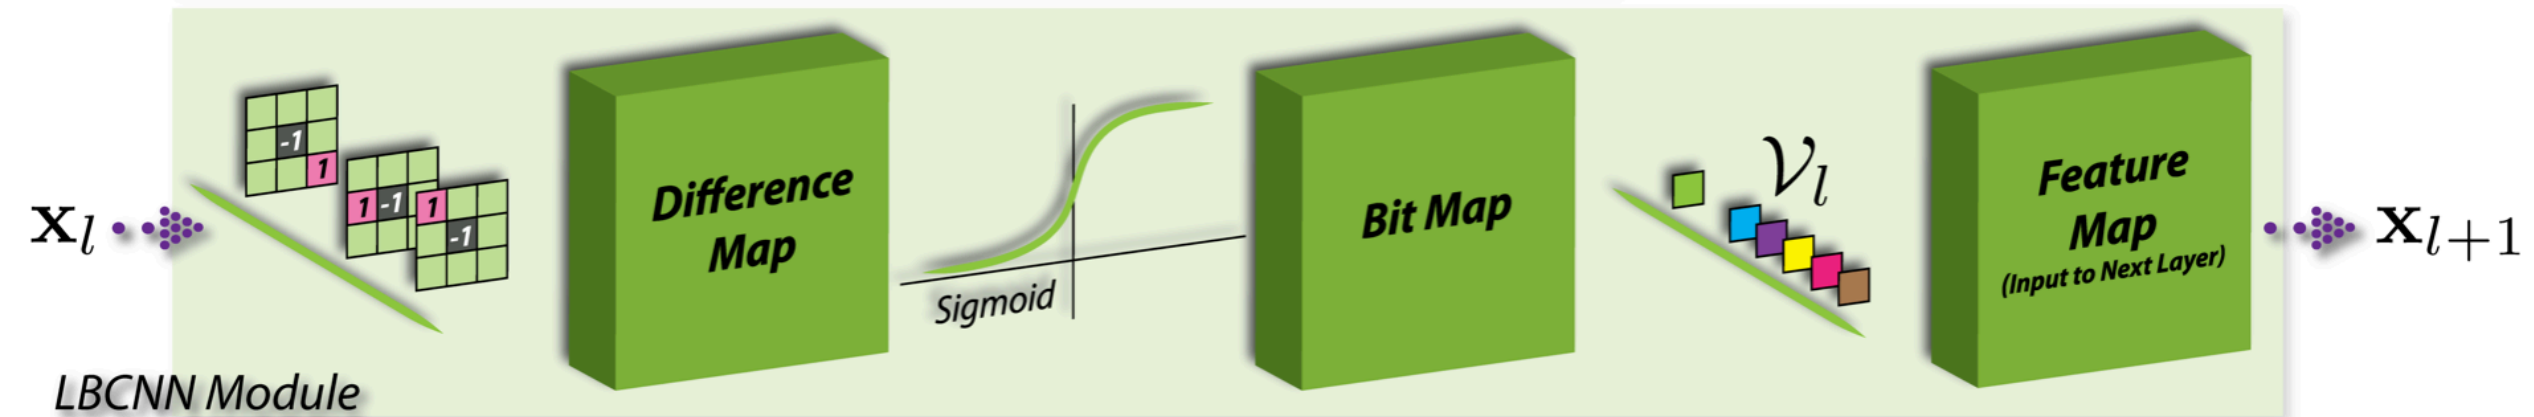 x_l
-1
1
1 -1
1
-1
Difference
Map
Sigmoid
Bit Map
𝒱_l
Feature
Map
(Input to Next Layer)
x_{l+1}
LBCNN Module